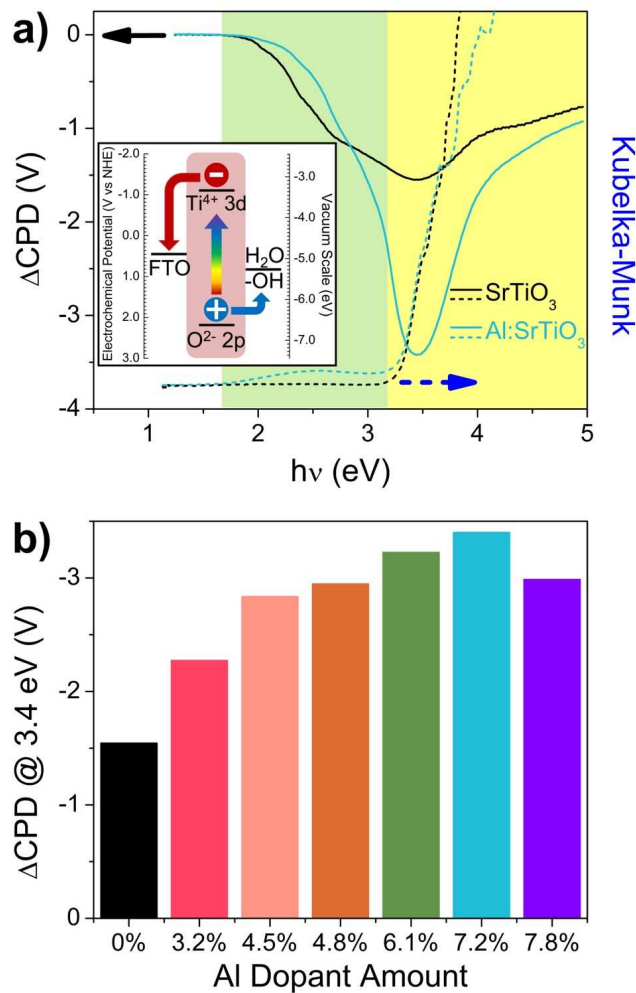 a)
ΔCPD (V)
0
-1
-2
-3
-4
1 2 3 4 5
hν (eV)
Kubelka-Munk
SrTiO₃
Al:SrTiO₃
Electrochemical Potential (V vs NHE)
-2.0
-1.0
0.0
1.0
2.0
3.0
Ti⁴⁺ 3d
FTO
H₂O
-OH
O²⁻ 2p
-3.0
-4.0
-5.0
-6.0
-7.0
Vacuum Scale (eV)
b)
ΔCPD @ 3.4 eV (V)
-3
-2
-1
0
0% 3.2% 4.5% 4.8% 6.1% 7.2% 7.8%
Al Dopant Amount